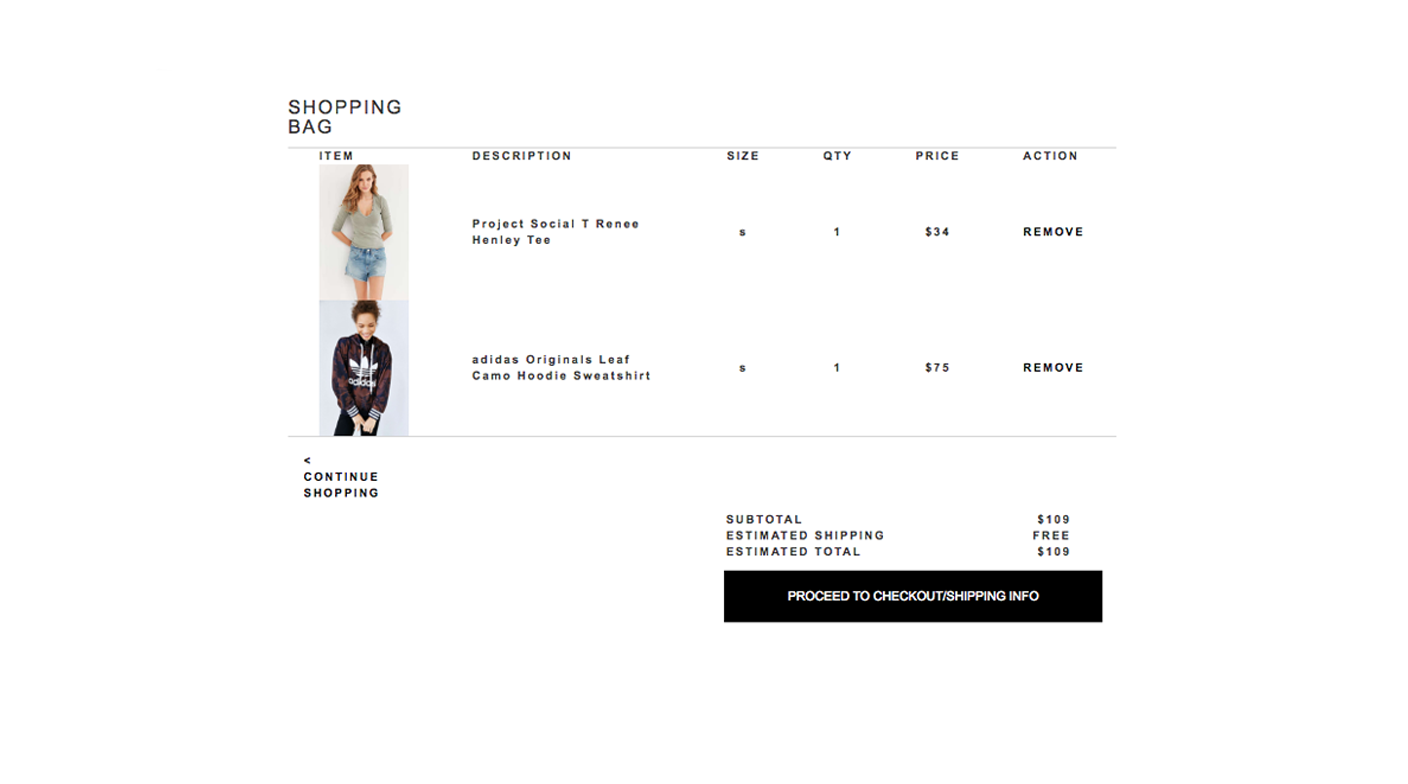 SHOPPING
BAG
ITEM DESCRIPTION SIZE QTY PRICE ACTION
Project Social T Renee
Henley Tee
s 1 $34 REMOVE
adidas
adidas Originals Leaf
Camo Hoodie Sweatshirt
s 1 $75 REMOVE
<
CONTINUE
SHOPPING
SUBTOTAL $109
ESTIMATED SHIPPING FREE
ESTIMATED TOTAL $109
PROCEED TO CHECKOUT/SHIPPING INFO